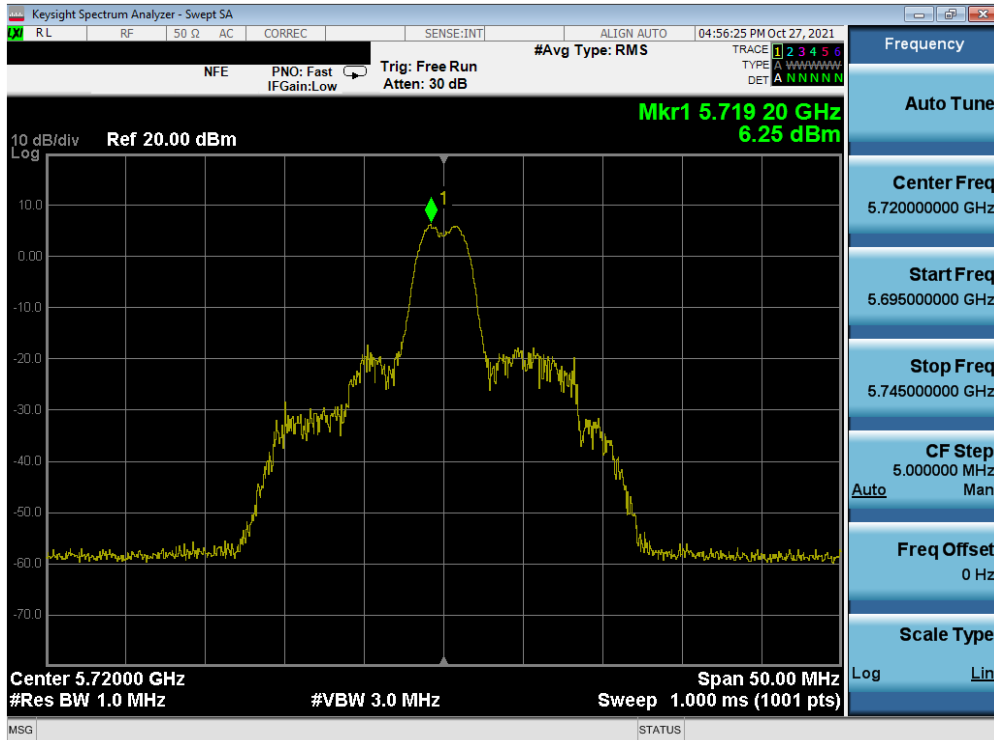 Keysight Spectrum Analyzer - Swept SA
LXI RL RF 50 Ω AC CORREC SENSE:INT ALIGN AUTO 04:56:25 PM Oct 27, 2021
#Avg Type: RMS TRACE 1 2 3 4 5 6
NFE PNO: Fast Trig: Free Run TYPE A WWWWW
IFGain:Low Atten: 30 dB DET A N N N N N
Mkr1 5.719 20 GHz
6.25 dBm
10 dB/div Ref 20.00 dBm
Log
1
10.0
0.00
-10.0
-20.0
-30.0
-40.0
-50.0
-60.0
-70.0
Center 5.72000 GHz Span 50.00 MHz
#Res BW 1.0 MHz #VBW 3.0 MHz Sweep 1.000 ms (1001 pts)
MSG STATUS
Frequency
Auto Tune
Center Freq
5.720000000 GHz
Start Freq
5.695000000 GHz
Stop Freq
5.745000000 GHz
CF Step
5.000000 MHz
Auto Man
Freq Offset
0 Hz
Scale Type
Log Lin